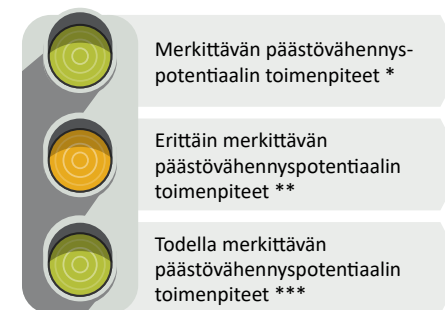 Merkittävän päästövähennys-
potentiaalin toimenpiteet *
Erittäin merkittävän
päästövähennyspotentiaalin
toimenpiteet **
Todella merkittävän
päästövähennyspotentiaalin
toimenpiteet ***